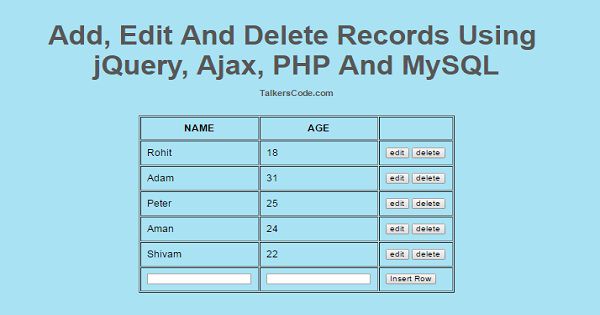 Add, Edit And Delete Records Using
jQuery, Ajax, PHP And MySQL
TalkersCode.com
NAME AGE
Rohit 18 edit delete
Adam 31 edit delete
Peter 25 edit delete
Aman 24 edit delete
Shivam 22 edit delete
Insert Row